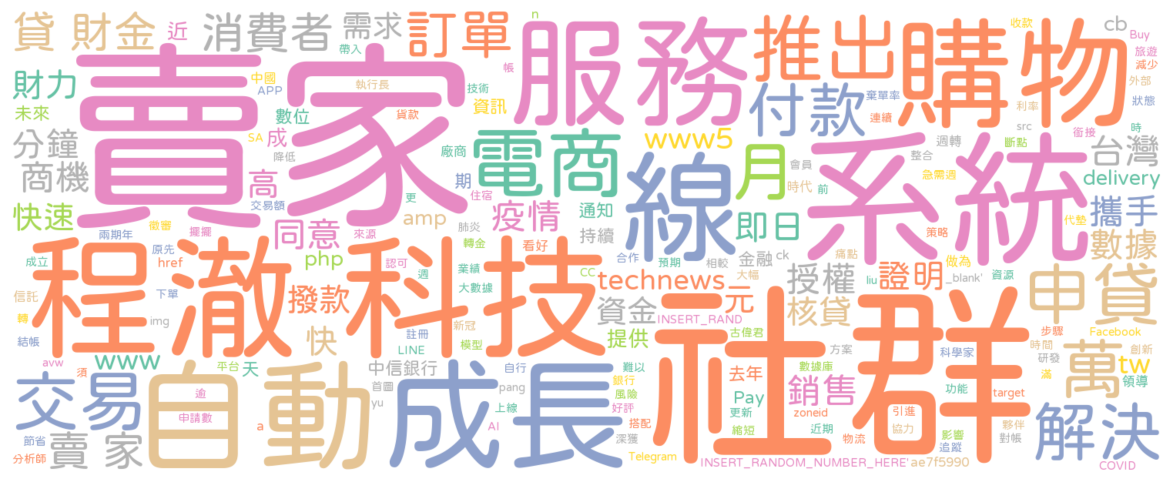 貸 財金 近 消費者 需求 訂單 服務 推出 購物 cb Buy 收款 n
帶入 旅遊 減少 外部
財力 賣家 中國 APP 執行長 技術 帳 付款 棄單率 狀態
未來 數位 資訊 貨款 www5 連續 利率
分鐘 SA 成 降低 廠商 電商 線 月 會員 週轉 src 斷點 銜接 時 台灣
商機 高 期 住宿 時代 前 整合 急需週 系統 delivery
快速 交易額 更 amp 疫情 通知 即日 代墊 攜手
兩期年 徵審 擺擺 同意 來源 肺炎 持續 策略 數據
成立 原先 href php 認可 週 轉金 看好 合作 預期 相較 金融 ck 痛點 做為
程澈 科技 業績 大數據 CC technews 元 大幅 授權 liu 證明 _blank' 資源 申貸
信託 轉 下單 撥款 資金 INSERT_RAND 核貸
結帳 img 快 註冊 新冠 模型 提供 古偉君 方案 步驟 Facebook
avw 須 www 平台 天 LINE 中信銀行 自行 難以 社群 數據庫 科學家 時間 研發 創新
交易 逾 自動 首圖 yu 成長 pang 上線 銀行 風險 好評 搭配 去年 Pay 銷售 功能 target 滿 萬 tw 領導
申請數 更新 zoneid 引進 夥伴
節省 賣 家 a AI 深獲 縮短 近期 物流 協力 影響 追蹤 對帳 解決
分析師 Telegram INSERT_RANDOM_NUMBER_HERE' ae7f5990 COVID